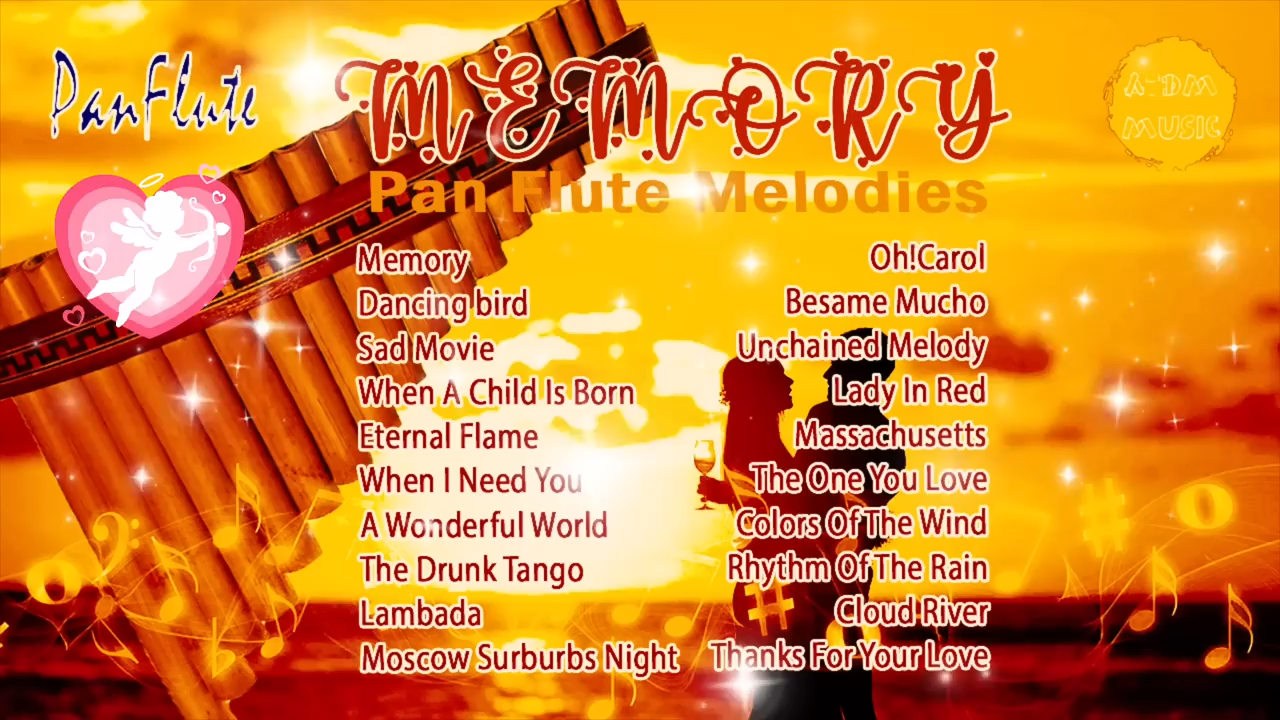 PanFlute
MEMORY
A-DM
MUSIC
Pan Flute Melodies
Memory
Dancing bird
Sad Movie
When A Child Is Born
Eternal Flame
When I Need You
A Wonderful World
The Drunk Tango
Lambada
Moscow Surburbs Night
Oh!Carol
Besame Mucho
Unchained Melody
Lady In Red
Massachusetts
The One You Love
Colors Of The Wind
Rhythm Of The Rain
Cloud River
Thanks For Your Love